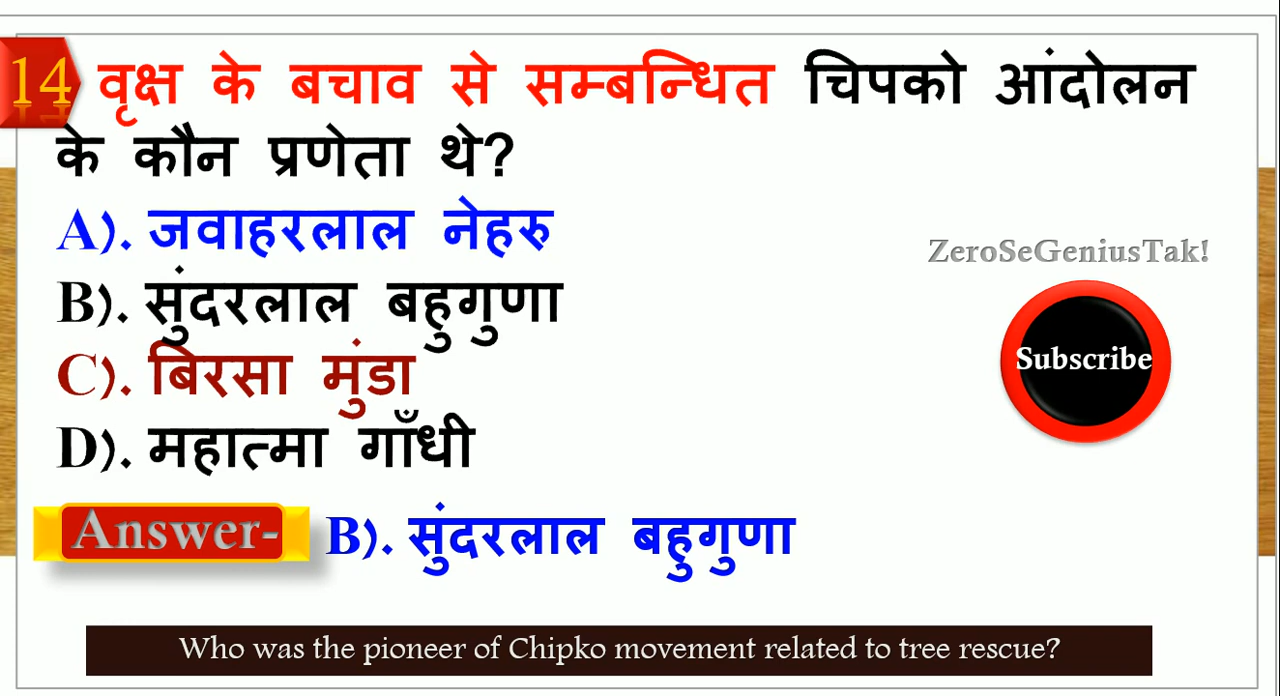 14 वृक्ष के बचाव से सम्बन्धित चिपको आंदोलन
के कौन प्रणेता थे?
A). जवाहरलाल नेहरु
ZeroSeGeniusTak!
B). सुंदरलाल बहुगुणा
Subscribe
C). बिरसा मुंडा
D). महात्मा गाँधी
Answer- B). सुंदरलाल बहुगुणा
Who was the pioneer of Chipko movement related to tree rescue?